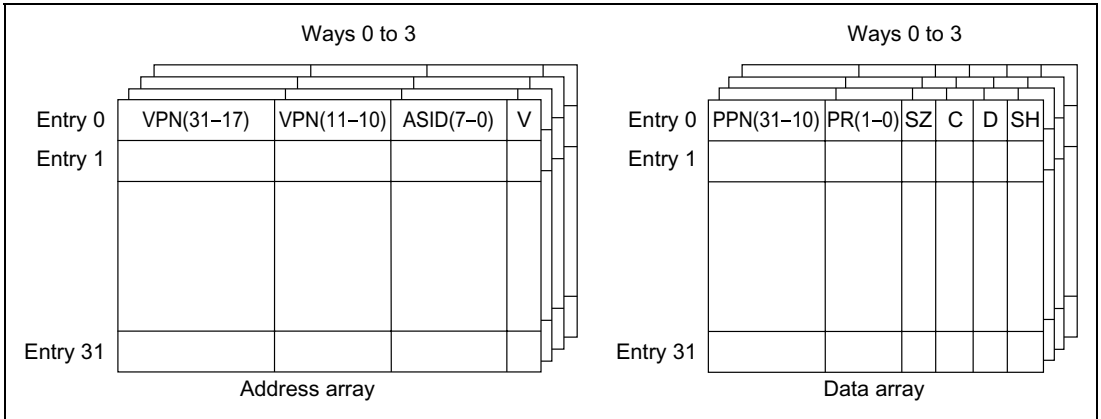 Ways 0 to 3
Entry 0 VPN(31–17) VPN(11–10) ASID(7–0) V
Entry 1
Entry 31
Address array
Ways 0 to 3
Entry 0 PPN(31–10) PR(1–0) SZ C D SH
Entry 1
Entry 31
Data array